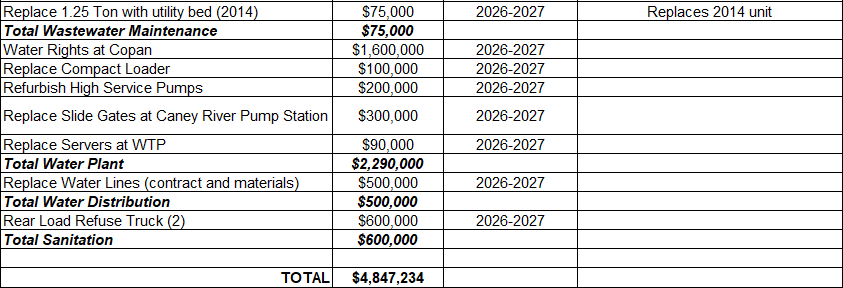 Replace 1.25 Ton with utility bed (2014) $75,000 2026-2027 Replaces 2014 unit
Total Wastewater Maintenance $75,000
Water Rights at Copan $1,600,000 2026-2027
Replace Compact Loader $100,000 2026-2027
Refurbish High Service Pumps $200,000 2026-2027
Replace Slide Gates at Caney River Pump Station $300,000 2026-2027
Replace Servers at WTP $90,000 2026-2027
Total Water Plant $2,290,000
Replace Water Lines (contract and materials) $500,000 2026-2027
Total Water Distribution $500,000
Rear Load Refuse Truck (2) $600,000 2026-2027
Total Sanitation $600,000
TOTAL $4,847,234